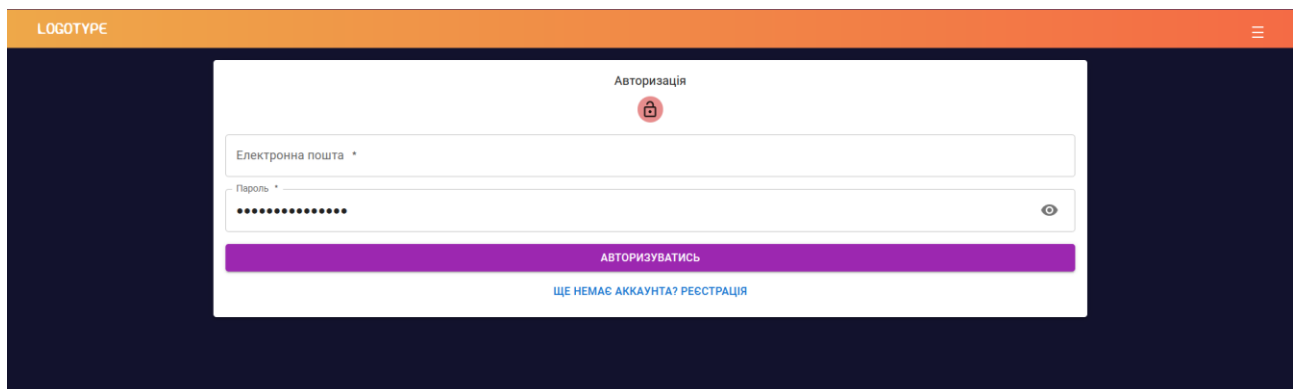 LOGOTYPE
Авторизація
Електронна пошта *
Пароль *
•••••••••••••••
АВТОРИЗУВАТИСЬ
ЩЕ НЕМАЄ АККАУНТА? РЕЄСТРАЦІЯ